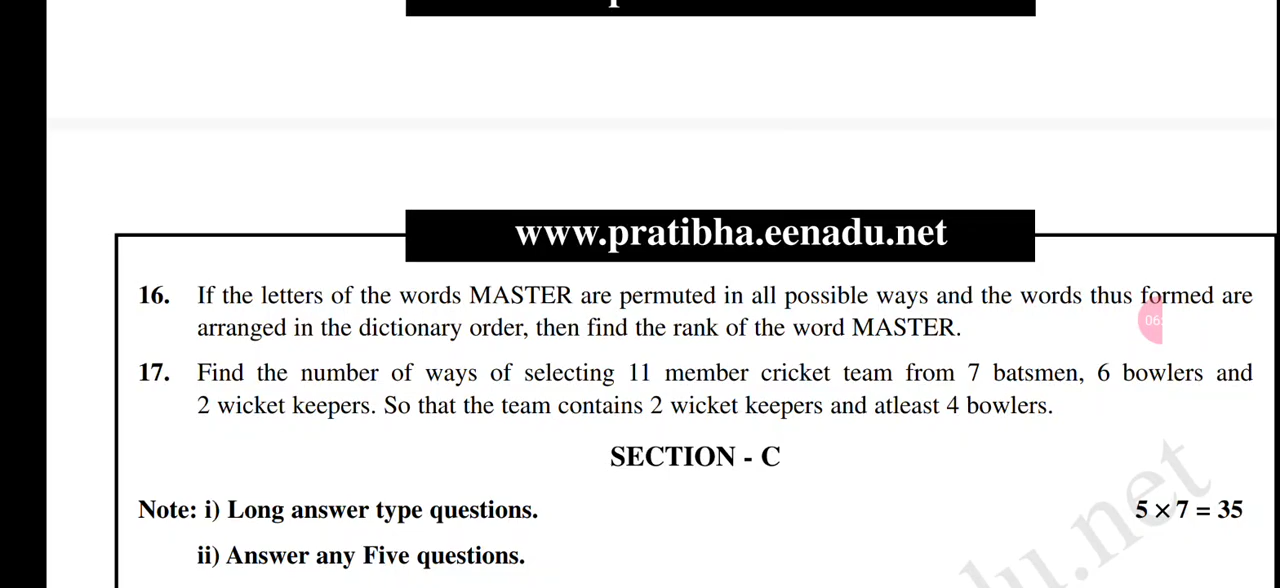 www.pratibha.eenadu.net
16. If the letters of the words MASTER are permuted in all possible ways and the words thus formed are
arranged in the dictionary order, then find the rank of the word MASTER.
06:
17. Find the number of ways of selecting 11 member cricket team from 7 batsmen, 6 bowlers and
2 wicket keepers. So that the team contains 2 wicket keepers and atleast 4 bowlers.
SECTION - C
Note: i) Long answer type questions. 5 × 7 = 35
ii) Answer any Five questions.
du.net